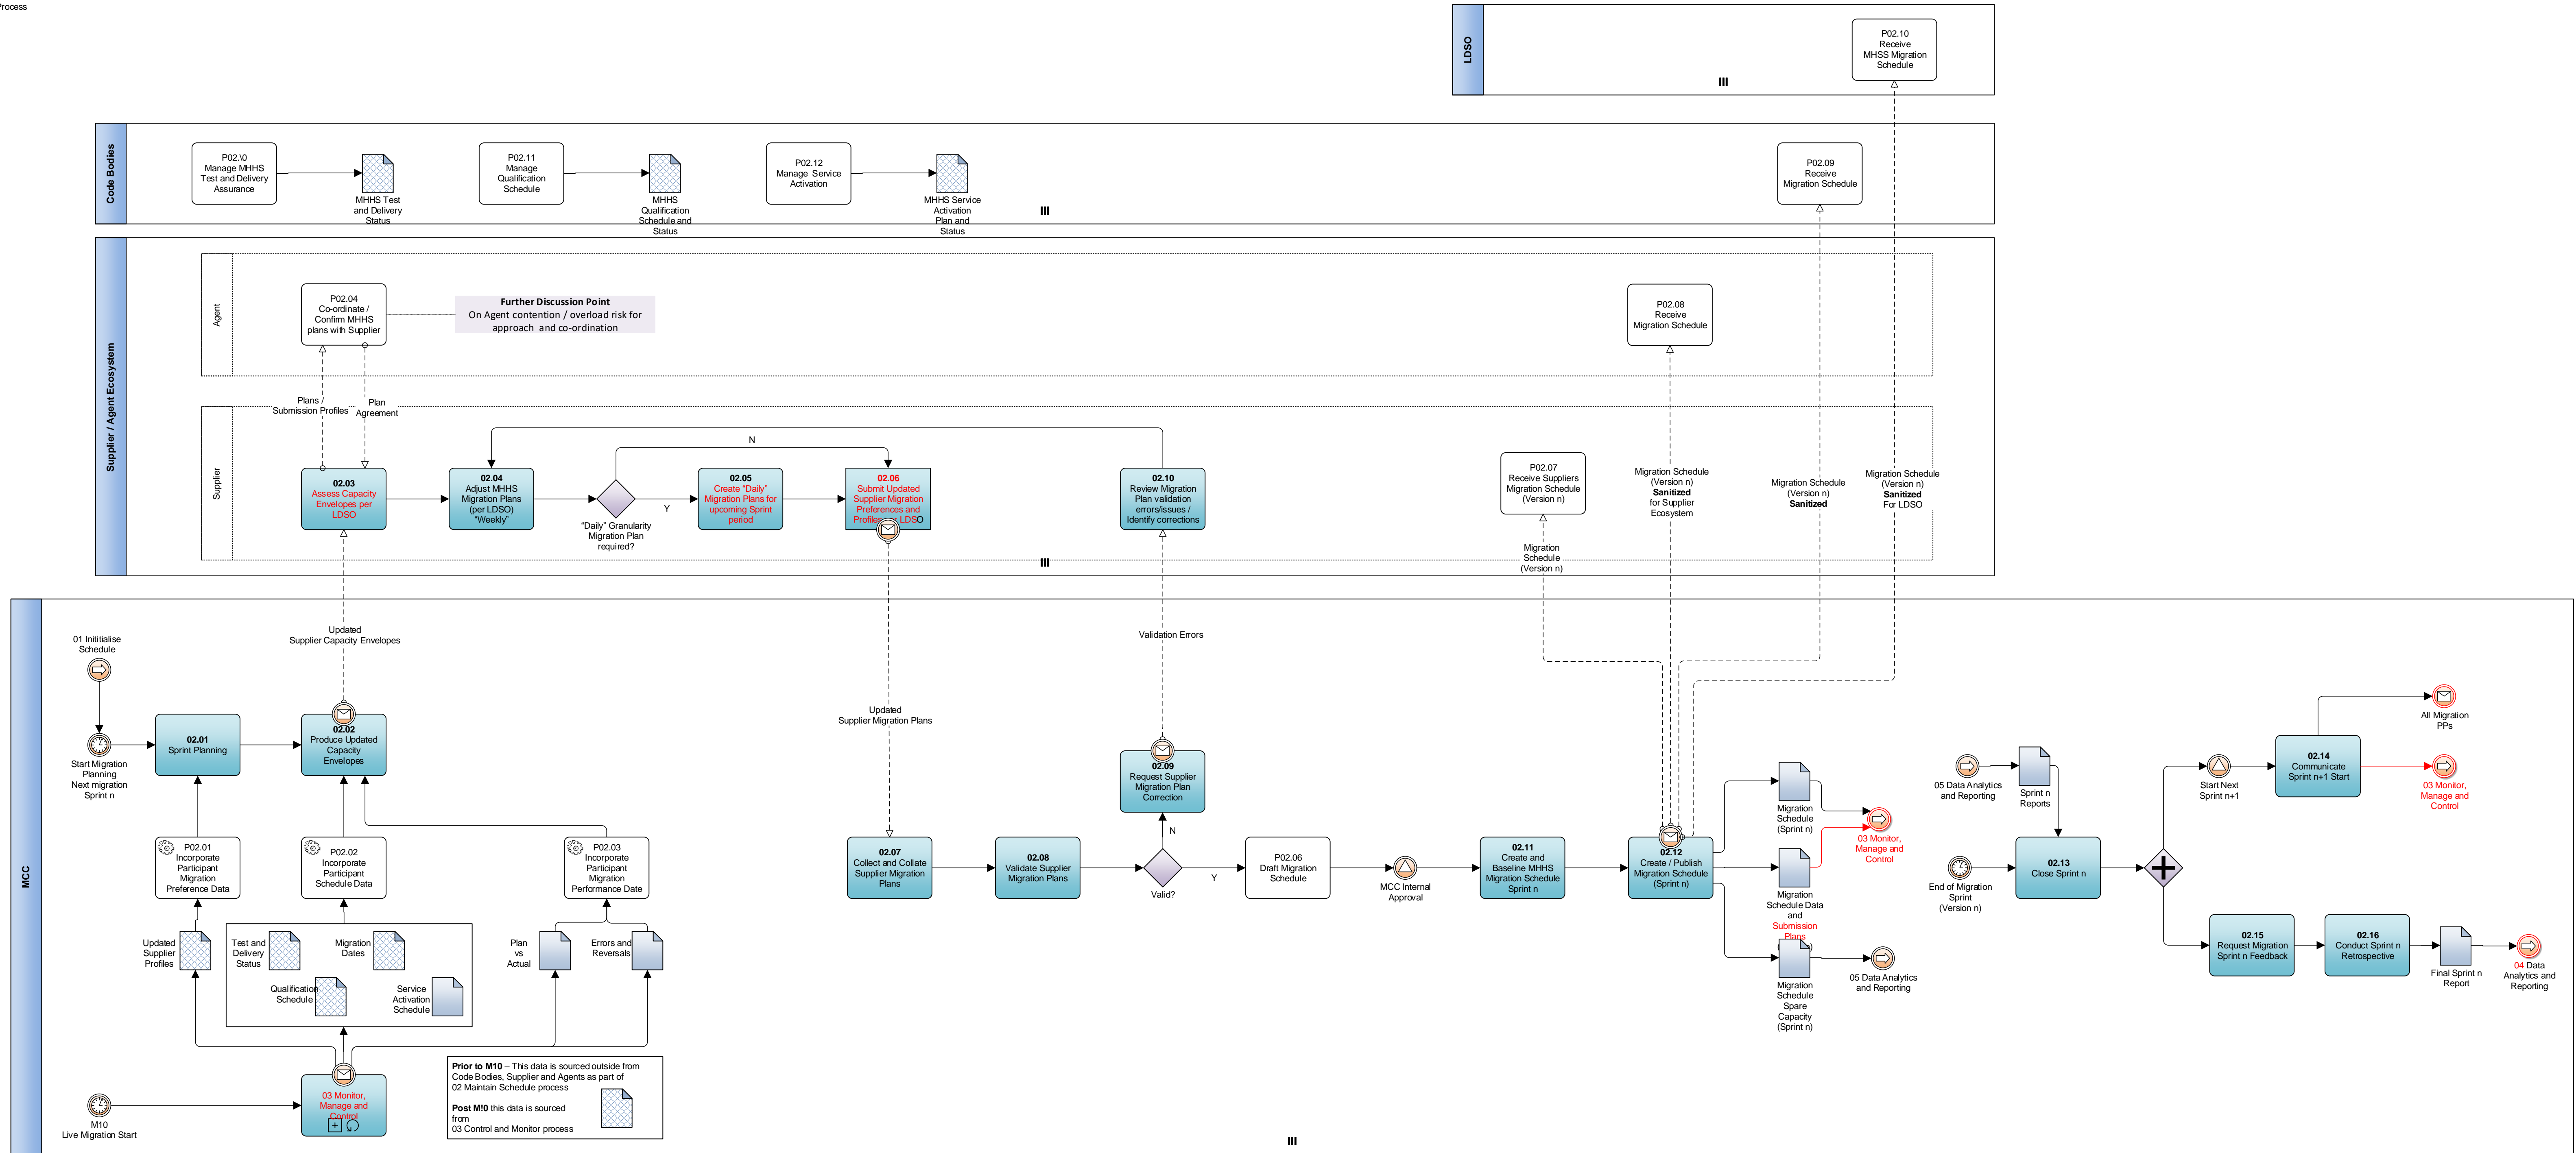 Process
LDSO
P02.10
Receive
MHSS Migration
Schedule
Code Bodies
P02.\0
Manage MHHS
Test and Delivery
Assurance
MHHS Test
and Delivery
Status
P02.11
Manage
Qualification
Schedule
MHHS
Qualification
Schedule and
Status
P02.12
Manage Service
Activation
MHHS Service
Activation
Plan and
Status
P02.09
Receive
Migration Schedule
Supplier / Agent Ecosystem
Agent
P02.04
Co-ordinate /
Confirm MHHS
plans with Supplier
Further Discussion Point
On Agent contention / overload risk for
approach and co-ordination
P02.08
Receive
Migration Schedule
Plans /
Submission Profiles
Plan
Agreement
Supplier
02.03
Assess Capacity
Envelopes per
LDSO
02.04
Adjust MHHS
Migration Plans
(per LDSO)
"Weekly"
"Daily" Granularity
Migration Plan
required?
N
Y
02.05
Create "Daily"
Migration Plans for
upcoming Sprint
period
02.06
Submit Updated
Supplier Migration
Preferences and
LDSO
02.10
Review Migration
Plan validation
errors/issues /
Identify corrections
P02.07
Receive Suppliers
Migration Schedule
(Version n)
Migration Schedule
(Version n)
Sanitized
for Supplier
Ecosystem
Migration Schedule
(Version n)
Sanitized
Migration Schedule
(Version n)
Sanitized
For LDSO
Migration
Schedule
(Version n)
MCC
01 Inititialise
Schedule
Start Migration
Planning
Next migration
Sprint n
02.01
Sprint Planning
Updated
Supplier Capacity Envelopes
02.02
Produce Updated
Capacity
Envelopes
P02.01
Incorporate
Participant
Migration
Preference Data
P02.02
Incorporate
Participant
Schedule Data
P02.03
Incorporate
Participant
Migration
Performance Date
Updated
Supplier
Profiles
Test and
Delivery
Status
Migration
Dates
Qualification
Schedule
Service
Activation
Schedule
Plan
vs
Actual
Errors and
Reversals
M10
Live Migration Start
03 Monitor,
Manage and
Control
Prior to M10 – This data is sourced outside from
Code Bodies, Supplier and Agents as part of
02 Maintain Schedule process
Post M!0 this data is sourced
from
03 Control and Monitor process
Updated
Supplier Migration Plans
Validation Errors
02.09
Request Supplier
Migration Plan
Correction
02.07
Collect and Collate
Supplier Migration
Plans
02.08
Validate Supplier
Migration Plans
Valid?
N
Y
P02.06
Draft Migration
Schedule
MCC Internal
Approval
02.11
Create and
Baseline MHHS
Migration Schedule
Sprint n
02.12
Create / Publish
Migration Schedule
(Sprint n)
Migration
Schedule
(Sprint n)
Migration
Schedule Data
and
Submission
Plans
Migration
Schedule
Spare
Capacity
(Sprint n)
03 Monitor,
Manage and
Control
05 Data Analytics
and Reporting
05 Data Analytics
and Reporting
Sprint n
Reports
End of Migration
Sprint
(Version n)
02.13
Close Sprint n
Start Next
Sprint n+1
02.14
Communicate
Sprint n+1 Start
All Migration
PPs
03 Monitor,
Manage and
Control
02.15
Request Migration
Sprint n Feedback
02.16
Conduct Sprint n
Retrospective
Final Sprint n
Report
04 Data
Analytics and
Reporting